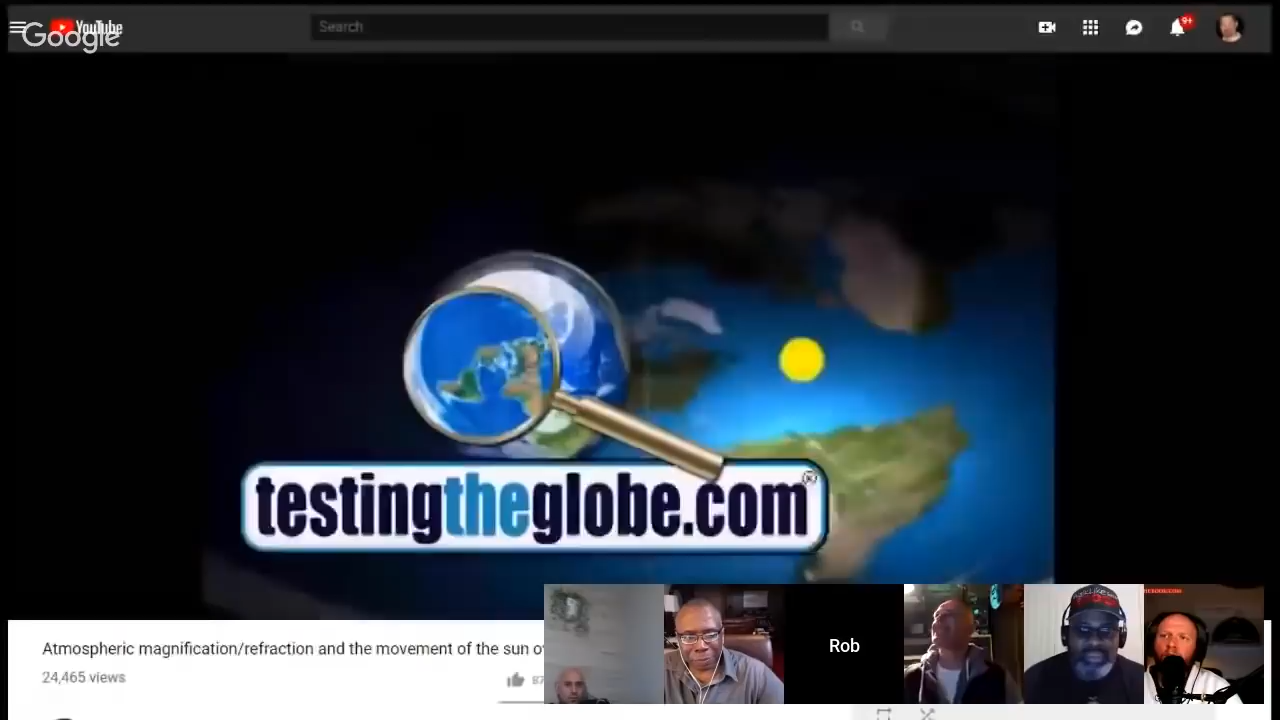 YouTube
Google
Search
9+
testingtheglobe.com
Atmospheric magnification/refraction and the movement of the sun o
24,465 views
87
Rob